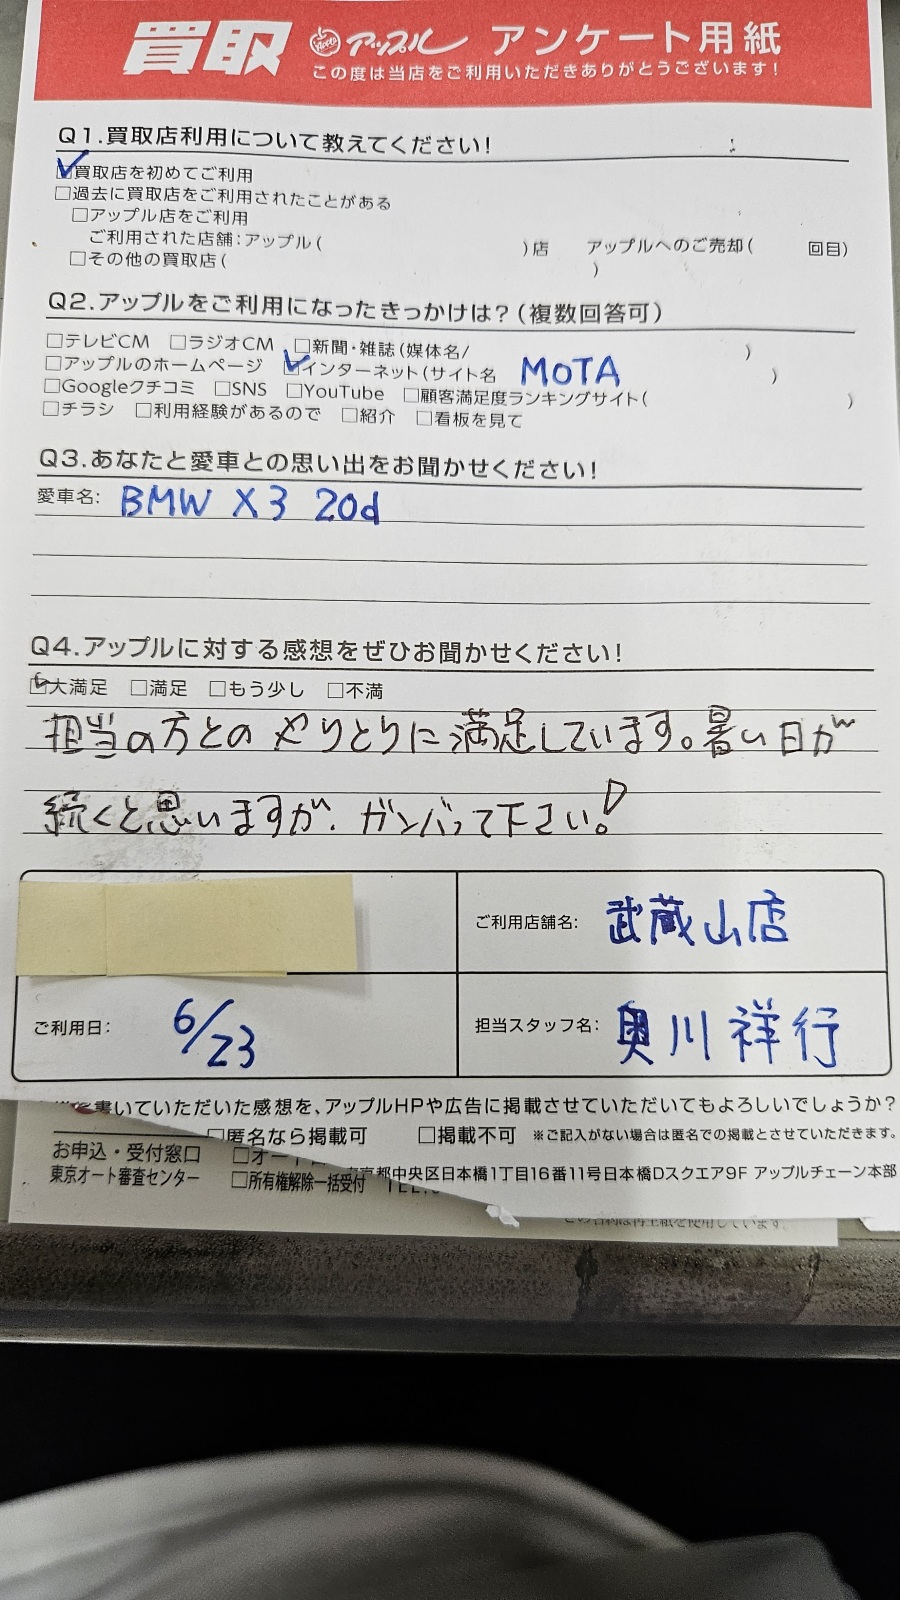 買取 Apple アップル アンケート用紙
この度は当店をご利用いただきありがとうございます!
Q1.買取店利用について教えてください!
☑買取店を初めてご利用
□過去に買取店をご利用されたことがある
□アップル店をご利用
ご利用された店舗:アップル( )店 アップルへのご売却( 回目)
□その他の買取店( )
Q2.アップルをご利用になったきっかけは?(複数回答可)
□テレビCM □ラジオCM □新聞・雑誌(媒体名/ )
□アップルのホームページ ☑インターネット(サイト名 MOTA )
□Googleクチコミ □SNS □YouTube □顧客満足度ランキングサイト( )
□チラシ □利用経験があるので □紹介 □看板を見て
Q3.あなたと愛車との思い出をお聞かせください!
愛車名: BMW X3 20d
Q4.アップルに対する感想をぜひお聞かせください!
☑大満足 □満足 □もう少し □不満
担当の方とのやりとりに満足しています。暑い日が
続くと思いますが、ガンバって下さい!
ご利用店舗名: 武蔵山店
ご利用日: 6/23
担当スタッフ名: 奥川祥行
書いていただいた感想を、アップルHPや広告に掲載させていただいてもよろしいでしょうか?
□匿名なら掲載可 □掲載不可 ※ご記入がない場合は匿名での掲載とさせていただきます。
お申込・受付窓口 □オート
東京オート審査センター □所有権解除一括受付
京都中央区日本橋1丁目16番11号日本橋Dスクエア9F アップルチェーン本部
TEL:
この台紙は再生紙を使用しています。